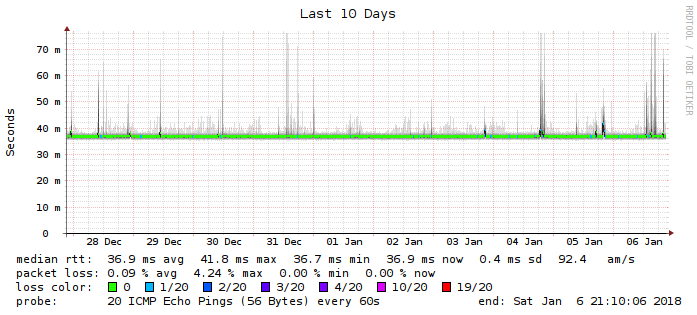 Last 10 Days
RRDTOOL / TOBI OETIKER
Seconds
70 m
60 m
50 m
40 m
30 m
20 m
10 m
0
28 Dec 29 Dec 30 Dec 31 Dec 01 Jan 02 Jan 03 Jan 04 Jan 05 Jan 06 Jan
median rtt: 36.9 ms avg 41.8 ms max 36.7 ms min 36.9 ms now 0.4 ms sd 92.4 am/s
packet loss: 0.09 % avg 4.24 % max 0.00 % min 0.00 % now
loss color: 0 1/20 2/20 3/20 4/20 10/20 19/20
probe: 20 ICMP Echo Pings (56 Bytes) every 60s end: Sat Jan 6 21:10:06 2018